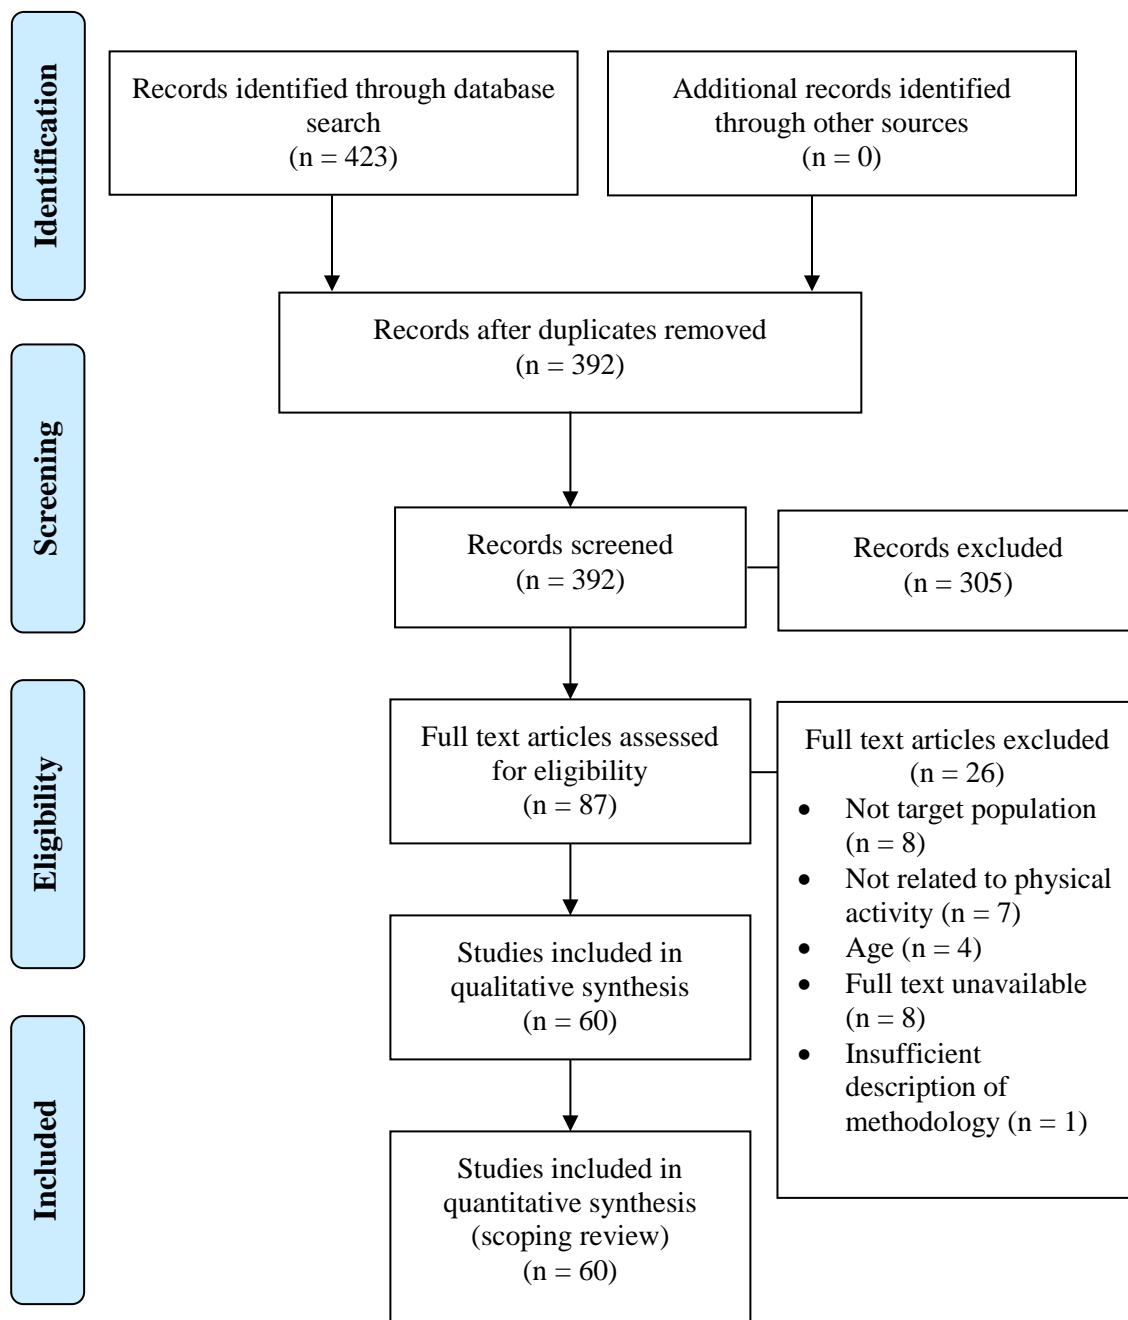 Identification
Records identified through database
search
(n = 423)
Additional records identified
through other sources
(n = 0)
Records after duplicates removed
(n = 392)
Screening
Records screened
(n = 392)
Records excluded
(n = 305)
Eligibility
Full text articles assessed
for eligibility
(n = 87)
Full text articles excluded
(n = 26)
• Not target population
(n = 8)
• Not related to physical
activity (n = 7)
• Age (n = 4)
• Full text unavailable
(n = 8)
• Insufficient
description of
methodology (n = 1)
Studies included in
qualitative synthesis
(n = 60)
Included
Studies included in
quantitative synthesis
(scoping review)
(n = 60)